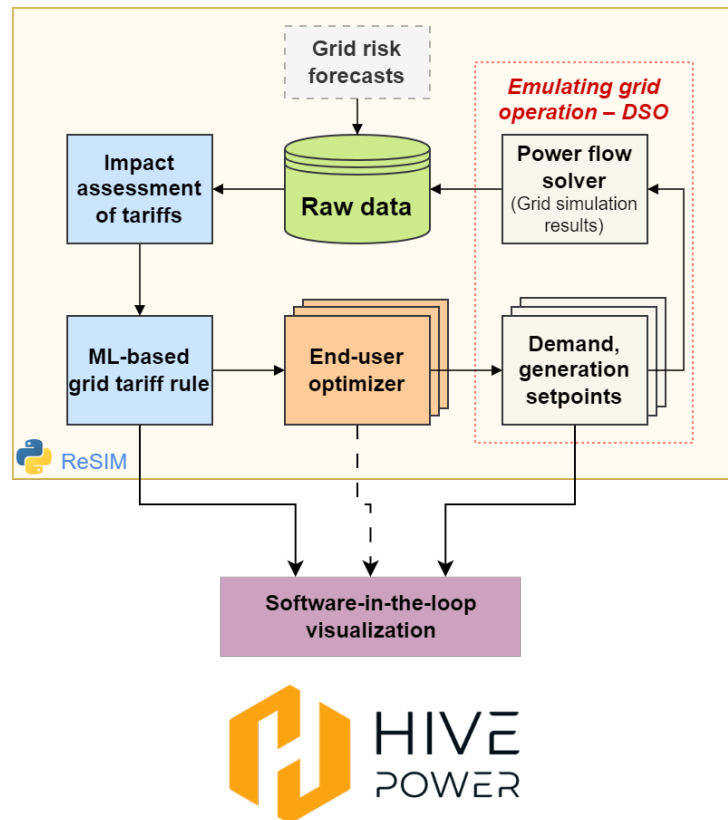 Grid risk
forecasts
Emulating grid
operation – DSO
Impact
assessment
of tariffs
Raw data
Power flow
solver
(Grid simulation
results)
ML-based
grid tariff rule
End-user
optimizer
Demand,
generation
setpoints
ReSIM
Software-in-the-loop
visualization
HIVE
POWER